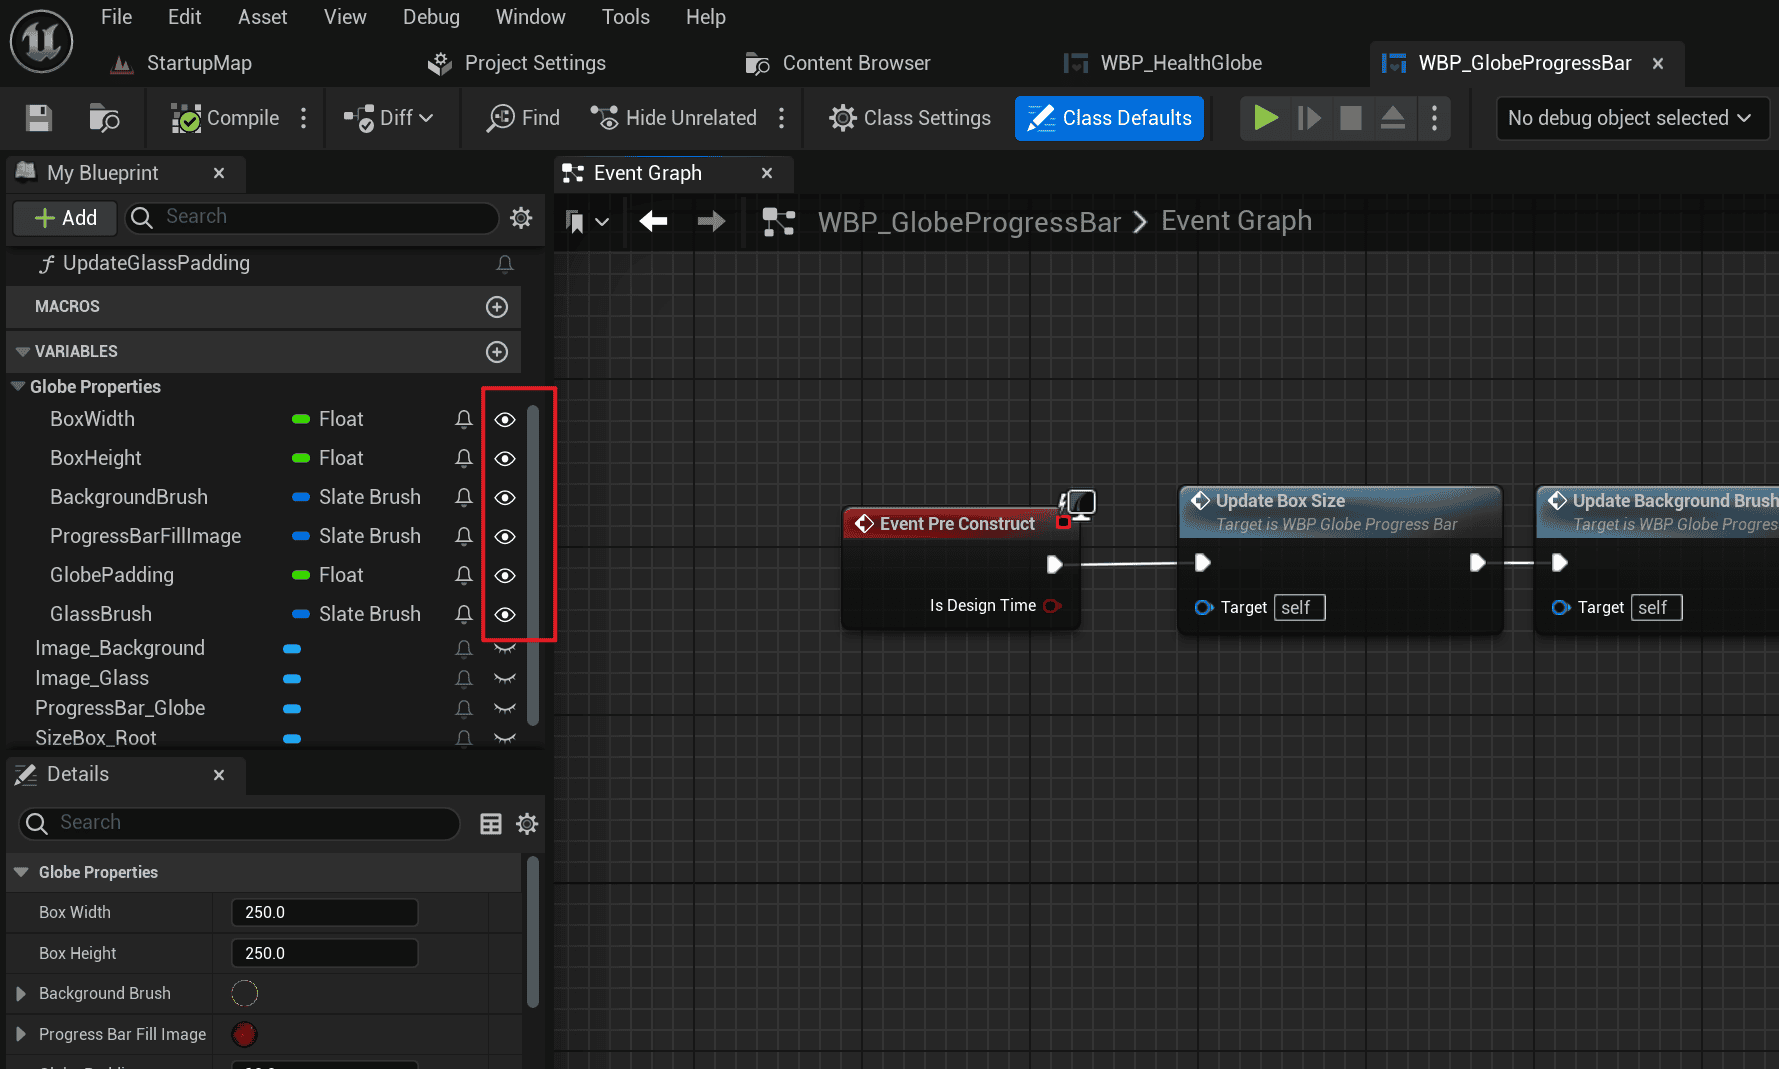 File Edit Asset View Debug Window Tools Help
StartupMap Project Settings Content Browser WBP_HealthGlobe WBP_GlobeProgressBar
Compile Diff Find Hide Unrelated Class Settings Class Defaults No debug object selected
My Blueprint
Event Graph
Add Search
WBP_GlobeProgressBar Event Graph
UpdateGlassPadding
MACROS
VARIABLES
Globe Properties
BoxWidth Float
BoxHeight Float
BackgroundBrush Slate Brush
ProgressBarFillImage Slate Brush
GlobePadding Float
GlassBrush Slate Brush
Image_Background
Image_Glass
ProgressBar_Globe
SizeBox_Root
Event Pre Construct
Is Design Time
Update Box Size
Target is WBP Globe Progress Bar
Target self
Update Background Brush
Target is WBP Globe Progres
Target self
Details
Search
Globe Properties
Box Width 250.0
Box Height 250.0
Background Brush
Progress Bar Fill Image